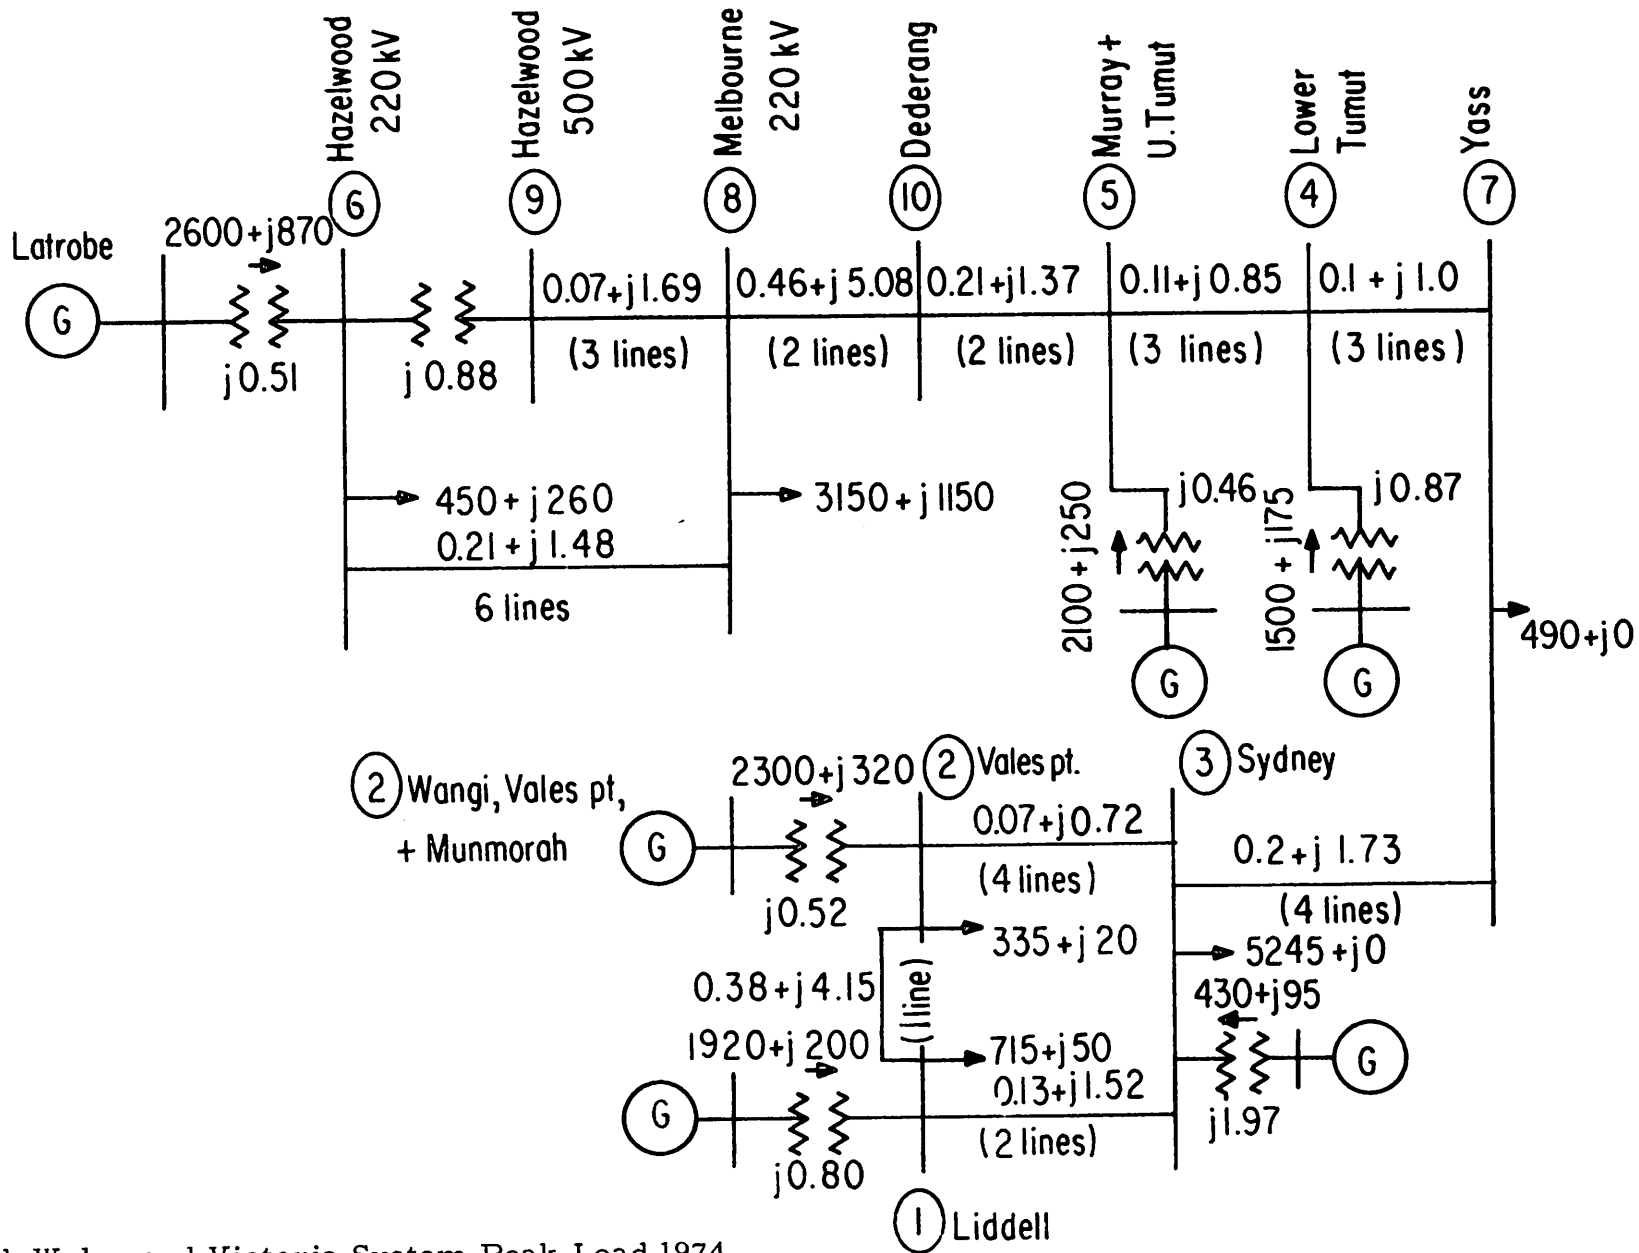 Hazelwood
220kV
Hazelwood
500kV
Melbourne
220kV
Dederang
Murray +
U.Tumut
Lower
Tumut
Yass
6
9
8
10
5
4
7
Latrobe
2600+j870
G
j0.51
j0.88
0.07+j1.69
(3 lines)
0.46+j5.08
(2 lines)
0.21+j1.37
(2 lines)
0.11+j0.85
(3 lines)
0.1 + j1.0
(3 lines)
450+j260
0.21+j1.48
6 lines
3150+j1150
2100+j250
j0.46
G
1500+j175
j0.87
G
490+j0
2 Wangi, Vales pt,
+ Munmorah
G
2300+j320
j0.52
2 Vales pt.
0.07+j0.72
(4 lines)
3 Sydney
0.2+j1.73
(4 lines)
335+j20
5245+j0
0.38+j4.15
(1 line)
430+j95
G
j1.97
1920+j200
G
j0.80
715+j50
0.13+j1.52
(2 lines)
1 Liddell